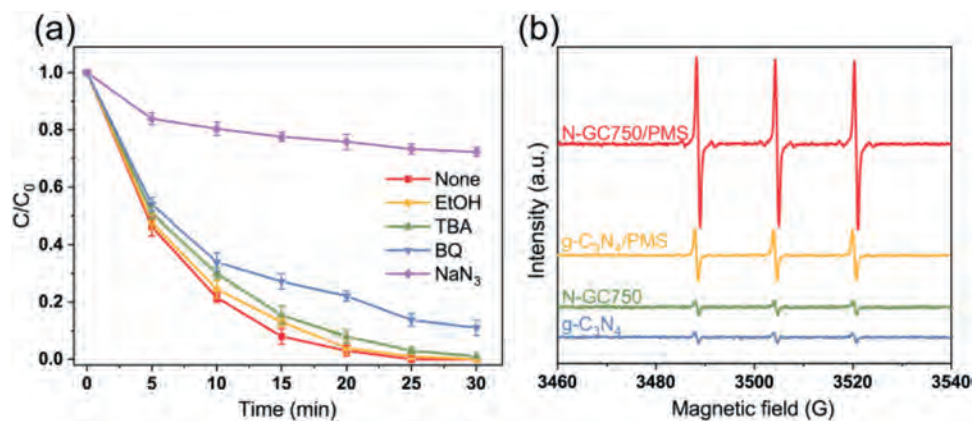 (a)
C/C₀
1.0
0.8
0.6
0.4
0.2
0.0
None
EtOH
TBA
BQ
NaN₃
0 5 10 15 20 25 30
Time (min)
(b)
Intensity (a.u.)
N-GC750/PMS
g-C₃N₄/PMS
N-GC750
g-C₃N₄
3460 3480 3500 3520 3540
Magnetic field (G)